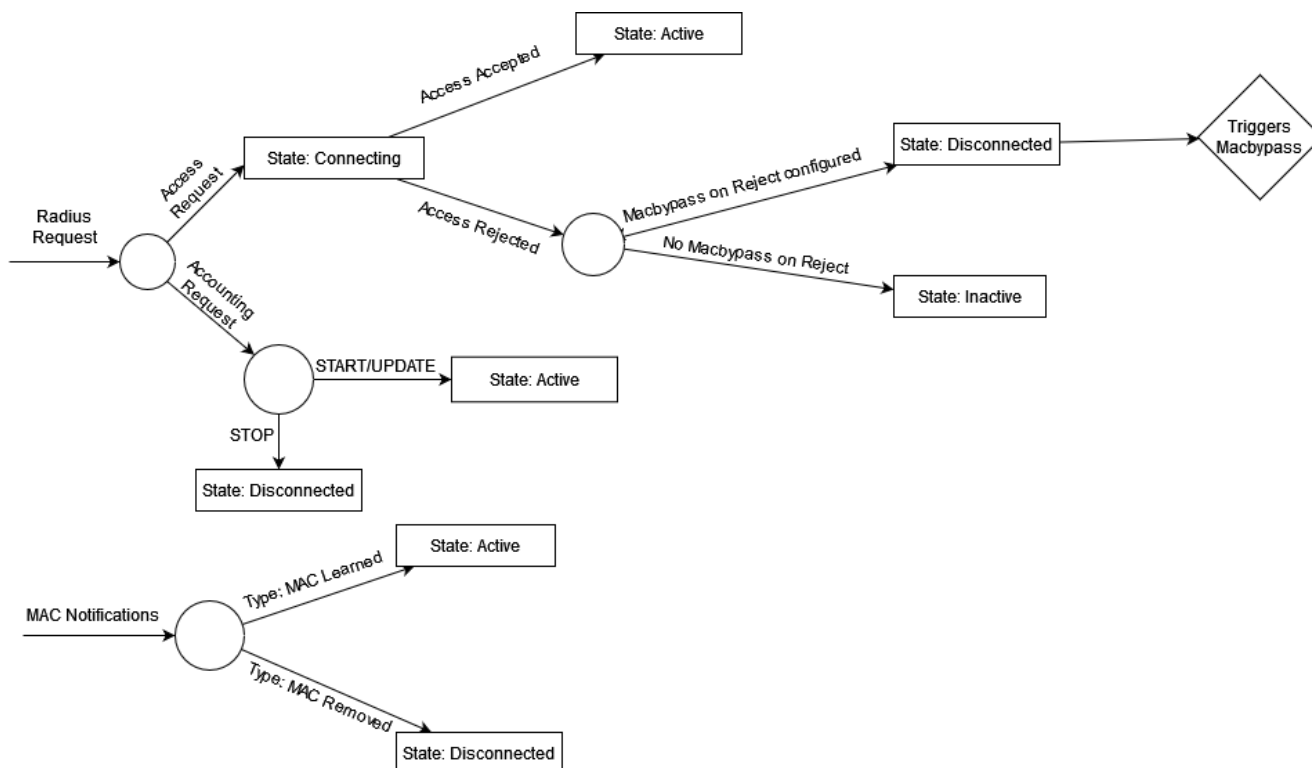 State: Active
Access Accepted
State: Connecting
Access
Request
Radius
Request
Access Rejected
Macbypass on Reject configured
State: Disconnected
Triggers
Macbypass
No Macbypass on Reject
State: Inactive
Accounting
Request
START/UPDATE
State: Active
STOP
State: Disconnected
MAC Notifications
Type: MAC Learned
State: Active
Type: MAC Removed
State: Disconnected